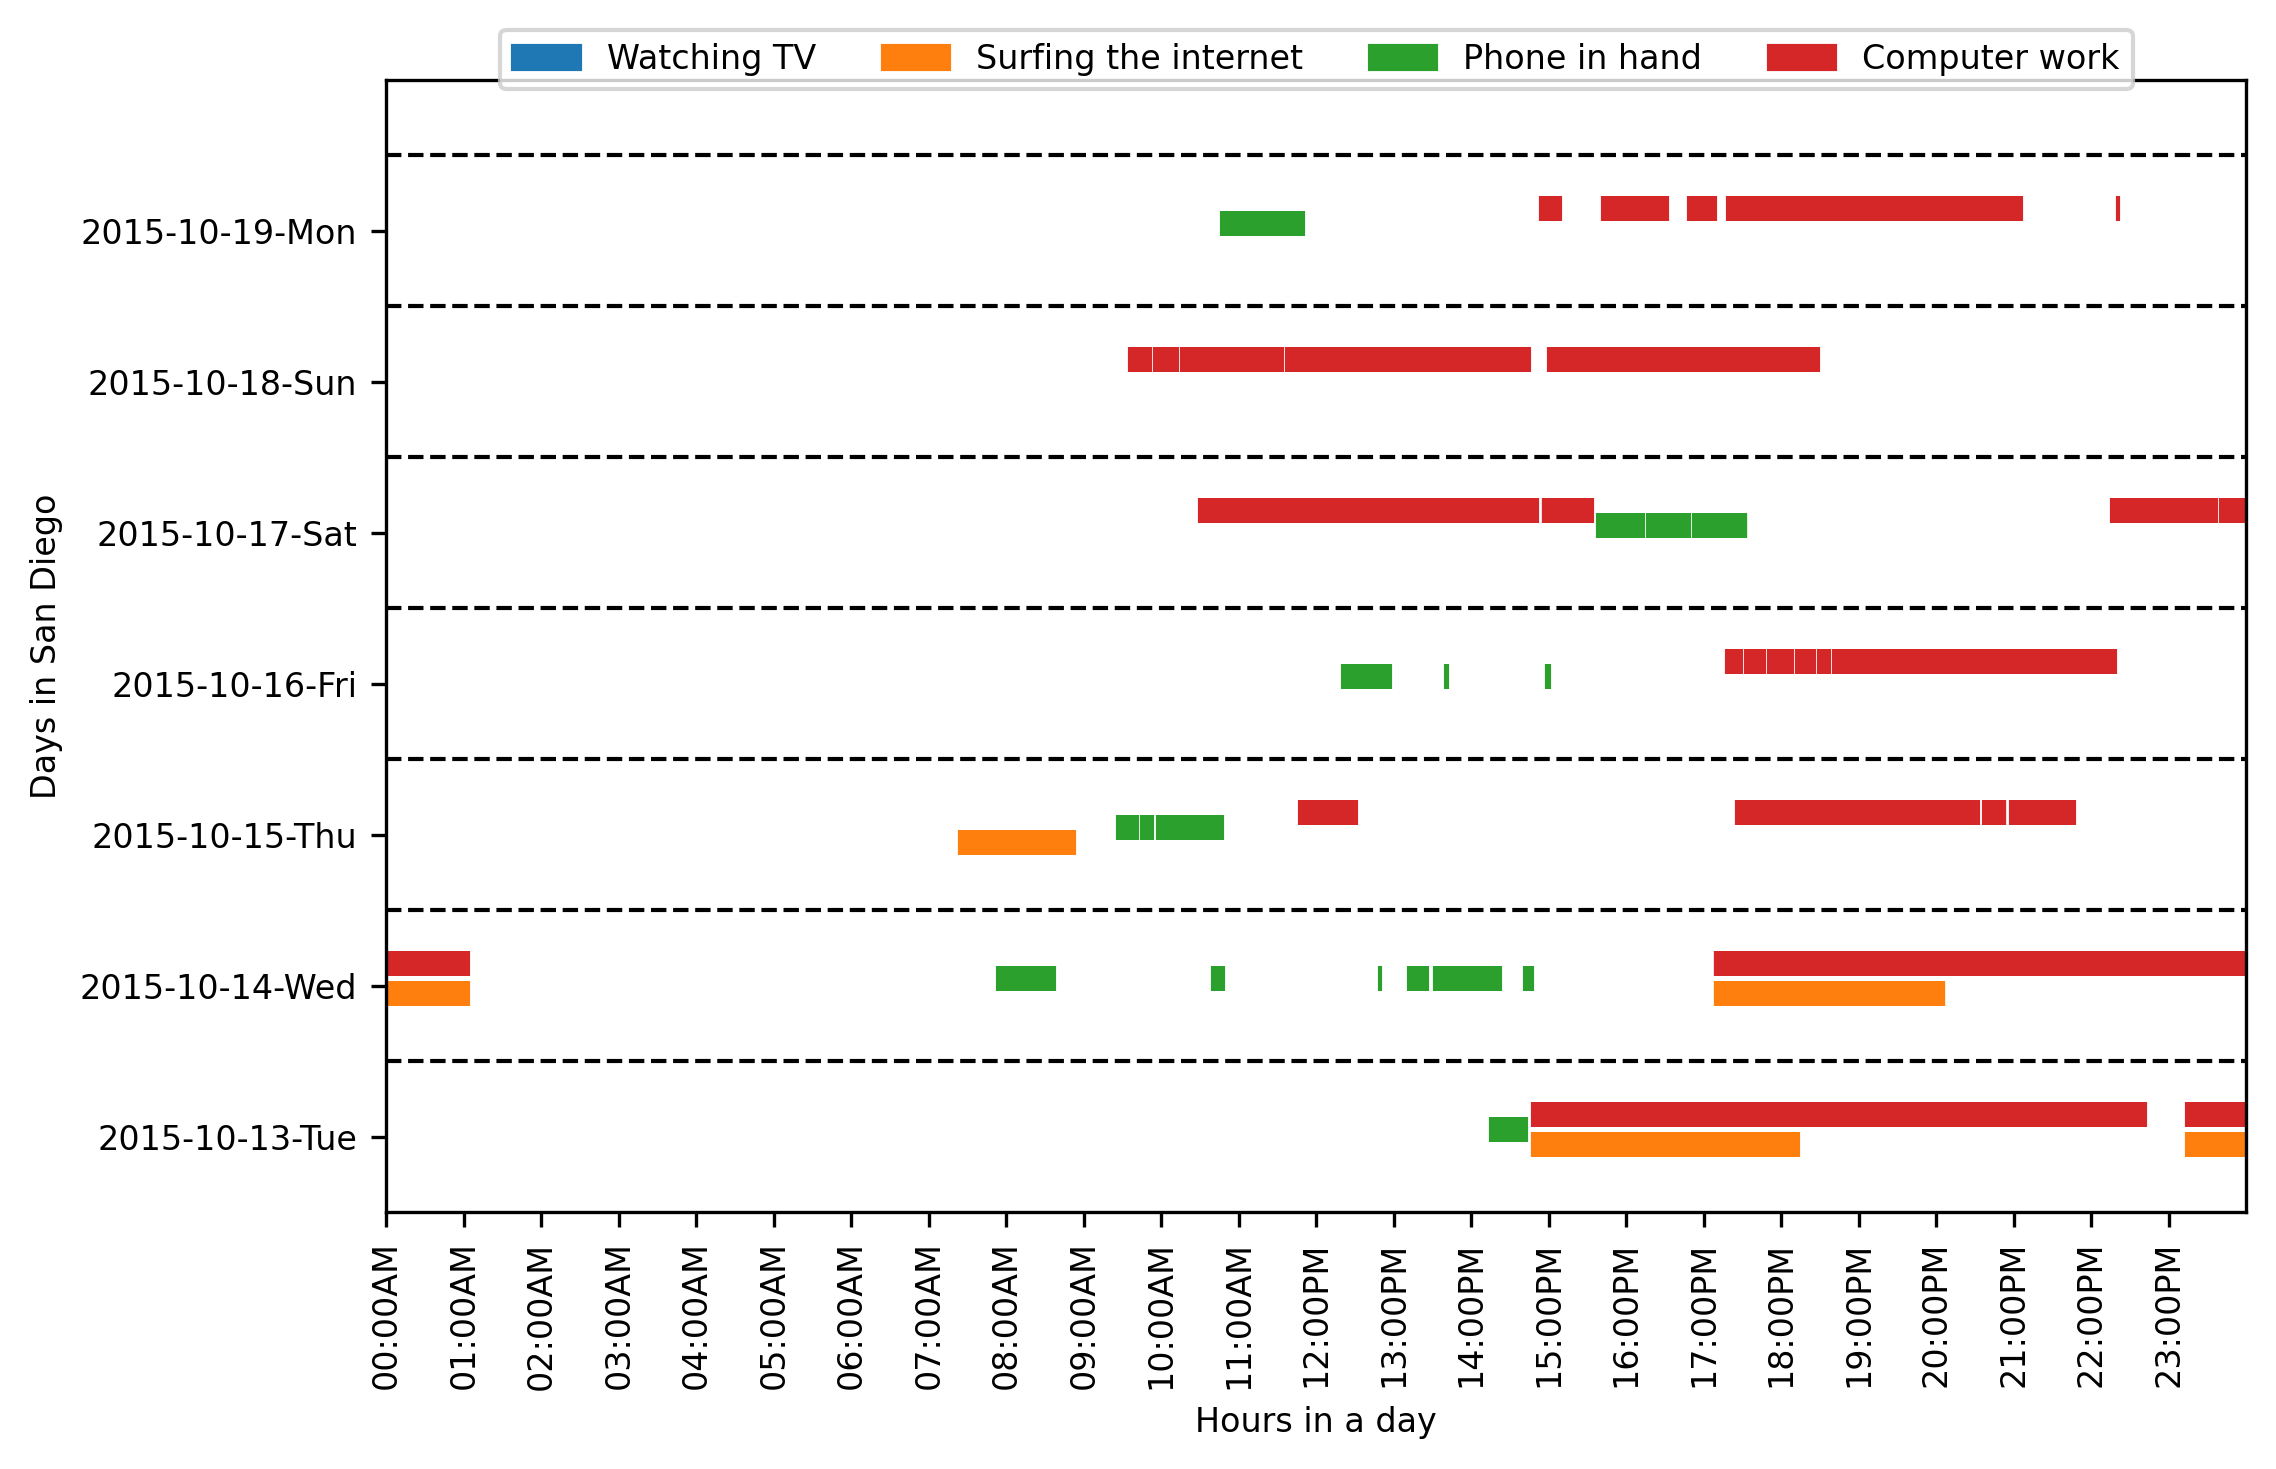 Watching TV Surfing the internet Phone in hand Computer work
Days in San Diego
2015-10-19-Mon
2015-10-18-Sun
2015-10-17-Sat
2015-10-16-Fri
2015-10-15-Thu
2015-10-14-Wed
2015-10-13-Tue
00:00AM 01:00AM 02:00AM 03:00AM 04:00AM 05:00AM 06:00AM 07:00AM 08:00AM 09:00AM 10:00AM 11:00AM 12:00PM 13:00PM 14:00PM 15:00PM 16:00PM 17:00PM 18:00PM 19:00PM 20:00PM 21:00PM 22:00PM 23:00PM
Hours in a day